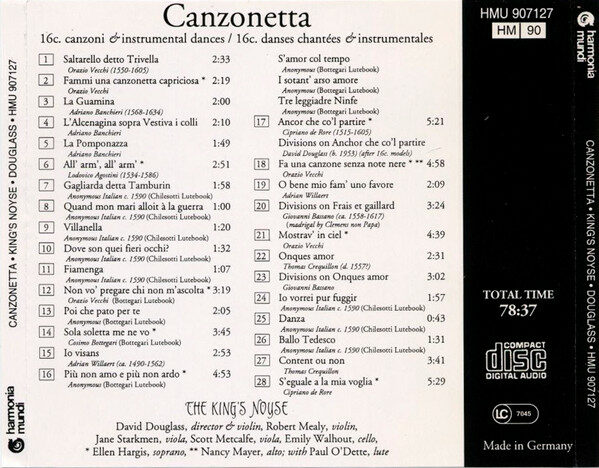 Canzonetta
16c. canzoni & instrumental dances / 16c. danses chantées & instrumentales
1 Saltarello detto Trivella 2:33
Orazio Vecchi (1550-1605)
2 Fammi una canzonetta capriciosa * 2:19
Orazio Vecchi
3 La Guamina 2:00
Adriano Banchieri (1568-1634)
4 L'Alcenagina sopra Vestiva i colli 2:10
Adriano Banchieri
5 La Pomponazza 1:49
Adriano Banchieri
6 All' arm', all' arm' * 2:51
Lodovico Agostini (1534-1586)
7 Gagliarda detta Tamburin 1:58
Anonymous Italian c. 1590 (Chilesotti Lutebook)
8 Quando mon mari alloit à la guerra 1:00
Anonymous Italian c. 1590 (Chilesotti Lutebook)
9 Villanella 1:20
Anonymous Italian c. 1590 (Chilesotti Lutebook)
10 Dove son quei fieri occhi? 1:32
Anonymous Italian c. 1590 (Chilesotti Lutebook)
11 Fiamenga 1:07
Anonymous Italian c. 1590 (Chilesotti Lutebook)
12 Non vo' pregare chi non m'ascolta * 3:19
Orazio Vecchi (Bottegari Lutebook)
13 Poi che pato per te 2:05
Anonymous (Bottegari Lutebook)
14 Sola soletta me ne vo * 3:45
Cosimo Bottegari (Bottegari Lutebook)
15 Io visans 2:53
Adrian Willaert (ca. 1490-1562)
16 Più non amo e più non ardo * 4:53
Anonymous (Bottegari Lutebook)
S'amor col tempo
Anonymous (Bottegari Lutebook)
I sotant' arso amore
Anonymous (Bottegari Lutebook)
Tre leggiadre Ninfe
Anonymous (Bottegari Lutebook)
17 Ancor che co'l partire * 5:21
Cipriano de Rore (1515-1605)
Divisions on Anchor che co'l partire
David Douglass (b. 1953) (after 16c. models)
18 Fa una canzone senza note nere * ** 4:58
Orazio Vecchi
19 O bene mio fam' uno favore 2:09
Adrian Willaert
20 Divisions on Frais et gaillard 3:24
Giovanni Bassano (ca. 1558-1617)
(madrigal by Clemens non Papa)
21 Mostrav' in ciel * 4:39
Orazio Vecchi
22 Onques amor 2:31
Thomas Crequillon (d. 1557?)
23 Divisions on Onques amor 3:02
Giovanni Bassano
24 Io vorrei pur fuggir 1:57
Anonymous Italian c. 1590 (Chilesotti Lutebook)
25 Danza 0:43
Anonymous Italian c. 1590 (Chilesotti Lutebook)
26 Ballo Tedesco 1:31
Anonymous Italian c. 1590 (Chilesotti Lutebook)
27 Content ou non 3:41
Thomas Crequillon
28 S'eguale a la mia voglia * 5:29
Cipriano de Rore
THE KING'S NOYSE
David Douglass, director & violin, Robert Mealy, violin,
Jane Starkmen, viola, Scott Metcalfe, viola, Emily Walhout, cello,
* Ellen Hargis, soprano, ** Nancy Mayer, alto; with Paul O'Dette, lute
HMU 907127
HM 90
TOTAL TIME
78:37
COMPACT
disc
DIGITAL AUDIO
LC 7045
Made in Germany
harmonia mundi
CANZONETTA • KING'S NOYSE • DOUGLASS • HMU 907127
harmonia mundi
CANZONETTA • KING'S NOYSE • DOUGLASS • HMU 907127